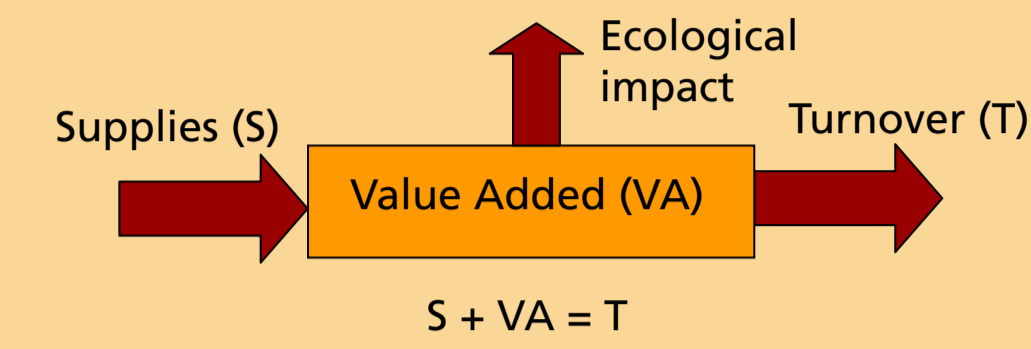 Ecological
impact
Supplies (S)
Turnover (T)
Value Added (VA)
S + VA = T